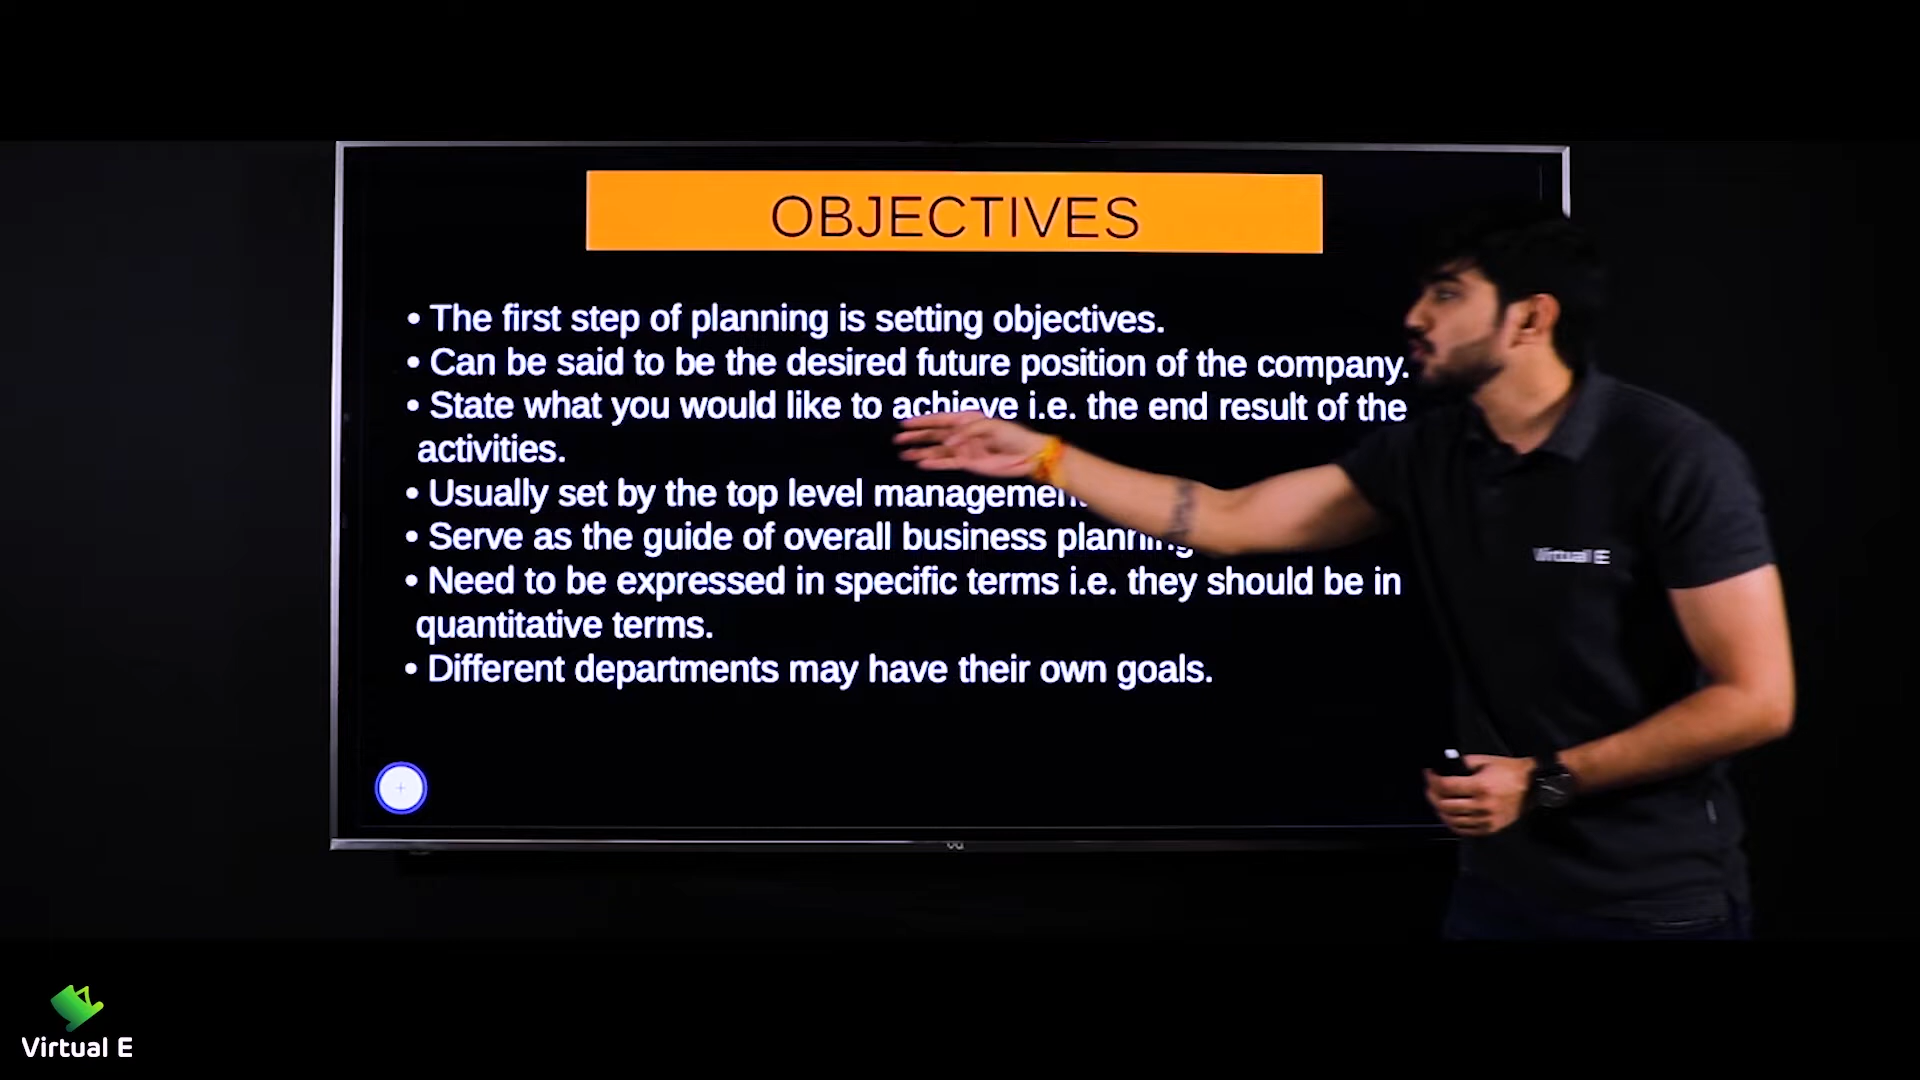 OBJECTIVES
• The first step of planning is setting objectives.
• Can be said to be the desired future position of the company.
• State what you would like to achieve i.e. the end result of the
activities.
• Usually set by the top level management
• Serve as the guide of overall business planning
• Need to be expressed in specific terms i.e. they should be in
quantitative terms.
• Different departments may have their own goals.
Virtual E
vu
Virtual E